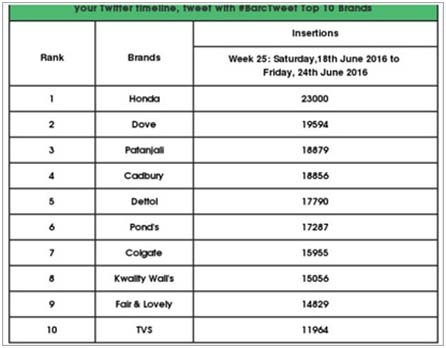 your Twitter timeline, tweet with #BarcTweet Top 10 Brands
Rank Brands Insertions
Week 25: Saturday,18th June 2016 to
Friday, 24th June 2016
1 Honda 23000
2 Dove 19594
3 Patanjali 18879
4 Cadbury 18856
5 Dettol 17790
6 Pond's 17287
7 Colgate 15955
8 Kwality Wall's 15056
9 Fair & Lovely 14829
10 TVS 11964